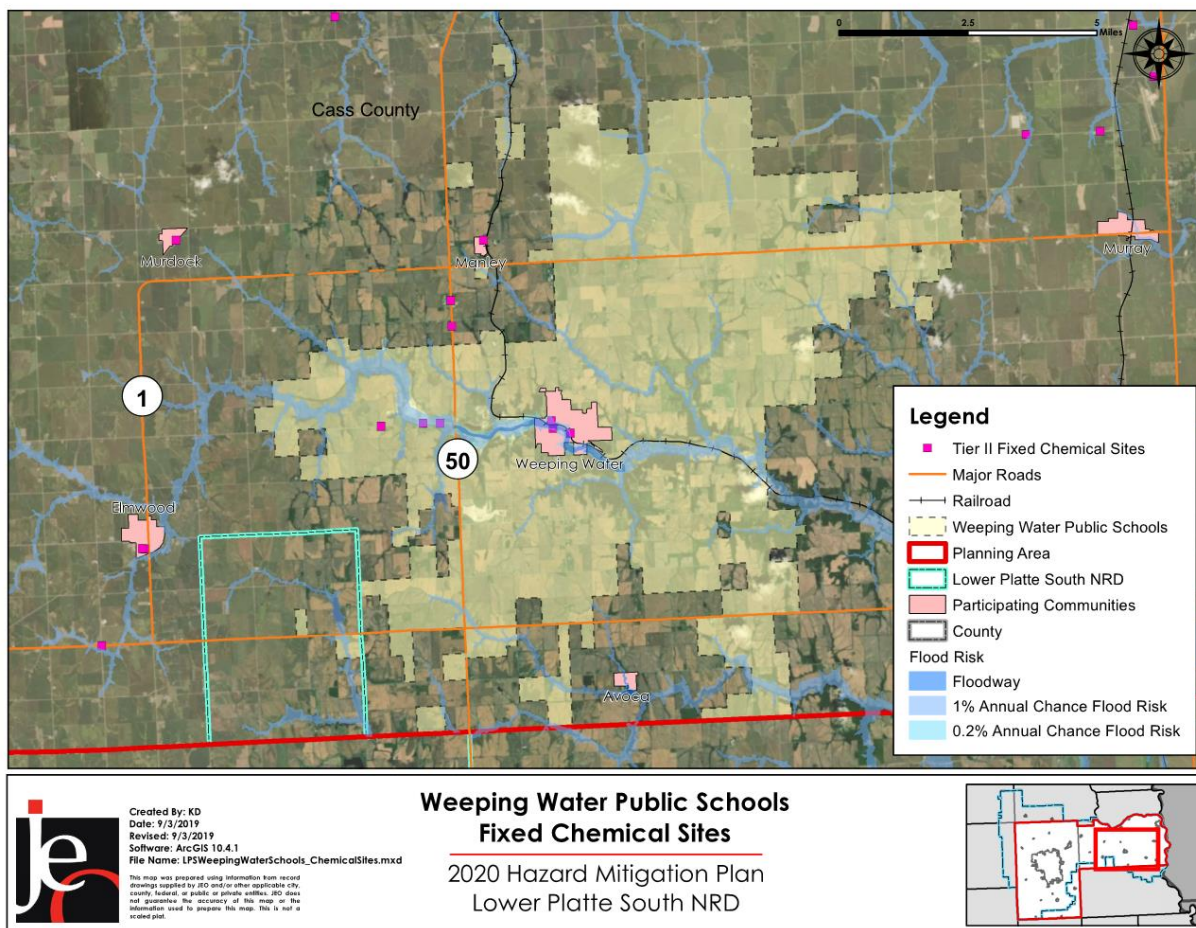 0
2.5
5
Miles
Cass County
Murdock
Manley
Murray
1
50
Weeping Water
Elmwood
Avoca
Legend
Tier II Fixed Chemical Sites
Major Roads
Railroad
Weeping Water Public Schools
Planning Area
Lower Platte South NRD
Participating Communities
County
Flood Risk
Floodway
1% Annual Chance Flood Risk
0.2% Annual Chance Flood Risk
jeo
Created By: KD
Date: 9/3/2019
Revised: 9/3/2019
Software: ArcGIS 10.4.1
File Name: LPSWeepingWaterSchools_ChemicalSites.mxd
This map was prepared using information from record
drawings supplied by JEO and/or other applicable city,
county, federal, or public or private entities. JEO does
not guarantee the accuracy of this map or the
information used to prepare this map. This is not a
scaled plat.
Weeping Water Public Schools
Fixed Chemical Sites
2020 Hazard Mitigation Plan
Lower Platte South NRD